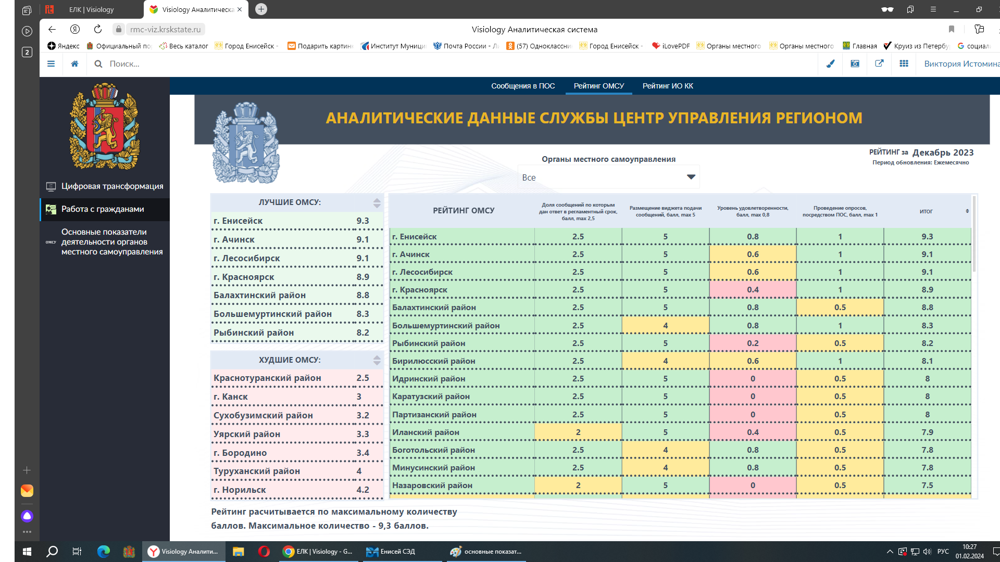 ЕЛК | Visiology
Visiology Аналитическа
rmc-viz.krskstate.ru
Visiology Аналитическая система
2
Яндекс
Официальный по
Весь каталог
Город Енисейск -
Подарить картин
Институт Муници
Почта России - Л
(57) Одноклассни
Город Енисейск -
iLovePDF
Органы местного
Органы местного
Главная
Круиз из Петербу
социал
Поиск...
Виктория Истомина
Сообщения в ПОС
Рейтинг ОМСУ
Рейтинг ИО КК
АНАЛИТИЧЕСКИЕ ДАННЫЕ СЛУЖБЫ ЦЕНТР УПРАВЛЕНИЯ РЕГИОНОМ
РЕЙТИНГ за Декабрь 2023
Период обновления: Ежемесячно
Органы местного самоуправления
Все
Цифровая трансформация
Работа с гражданами
ОМСУ
Основные показатели
деятельности органов
местного самоуправления
ЛУЧШИЕ ОМСУ:
г. Енисейск 9.3
г. Ачинск 9.1
г. Лесосибирск 9.1
г. Красноярск 8.9
Балахтинский район 8.8
Большемуртинский район 8.3
Рыбинский район 8.2
ХУДШИЕ ОМСУ:
Краснотуранский район 2.5
г. Канск 3
Сухобузимский район 3.2
Уярский район 3.3
г. Бородино 3.4
Туруханский район 4
г. Норильск 4.2
РЕЙТИНГ ОМСУ
Доля сообщений по которым
дан ответ в регламентный срок,
балл, max 2,5
Размещение виджета подачи
сообщений, балл, max 5
Уровень удовлетворенности,
балл, max 0,8
Проведение опросов,
посредством ПОС, балл, max 1
ИТОГ
г. Енисейск 2.5 5 0.8 1 9.3
г. Ачинск 2.5 5 0.6 1 9.1
г. Лесосибирск 2.5 5 0.6 1 9.1
г. Красноярск 2.5 5 0.4 1 8.9
Балахтинский район 2.5 5 0.8 0.5 8.8
Большемуртинский район 2.5 4 0.8 1 8.3
Рыбинский район 2.5 5 0.2 0.5 8.2
Бирилюсский район 2.5 4 0.6 1 8.1
Идринский район 2.5 5 0 0.5 8
Каратузский район 2.5 5 0 0.5 8
Партизанский район 2.5 5 0 0.5 8
Иланский район 2 5 0.4 0.5 7.9
Боготольский район 2.5 4 0.8 0.5 7.8
Минусинский район 2.5 4 0.8 0.5 7.8
Назаровский район 2 5 0 0.5 7.5
Рейтинг расчитывается по максимальному количеству
баллов. Максимальное количество - 9,3 баллов.
Visiology Аналити...
ЕЛК | Visiology - G...
Енисей СЭД
основные показат...
РУС
10:27
01.02.2024